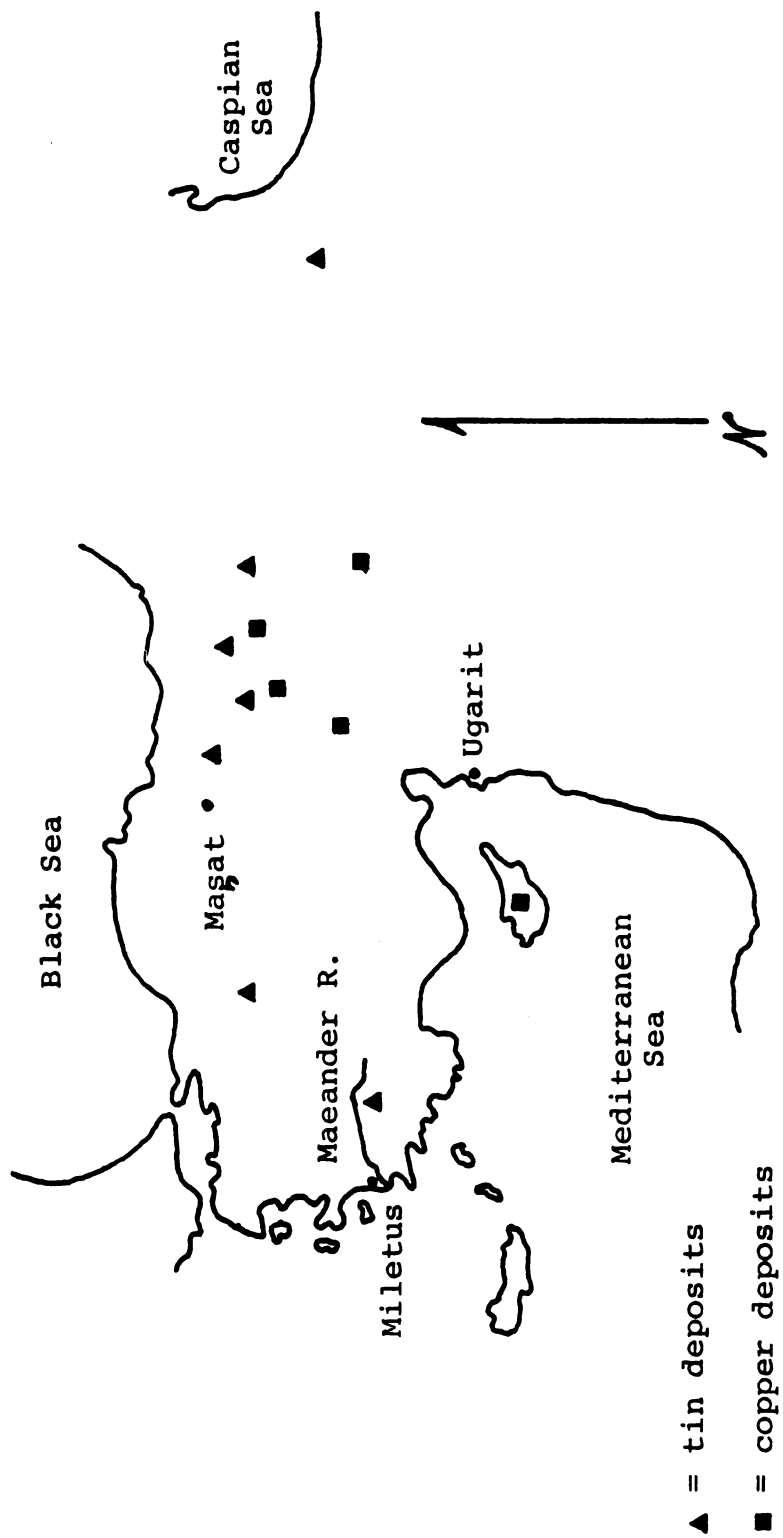 Black Sea
Caspian
Sea
Maşat
Maeander R.
Miletus
Ugarit
Mediterranean
Sea
N
▲ = tin deposits
■ = copper deposits